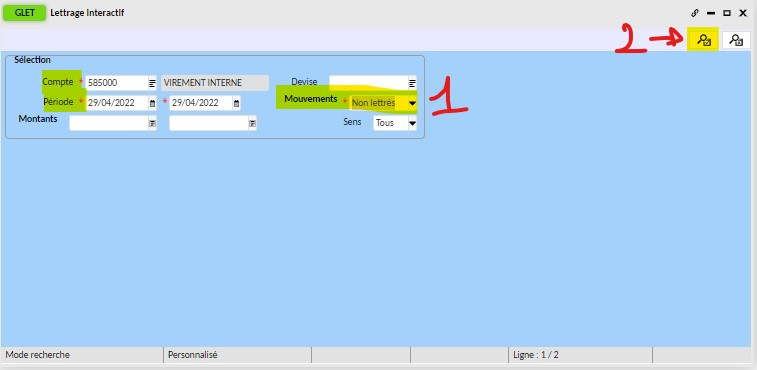 GLET Lettrage interactif
2
Sélection
Compte * 585000 VIREMENT INTERNE Devise
Période * 29/04/2022 * 29/04/2022 Mouvements * Non lettrés
1
Montants Sens Tous
Mode recherche Personnalisé Ligne : 1 / 2